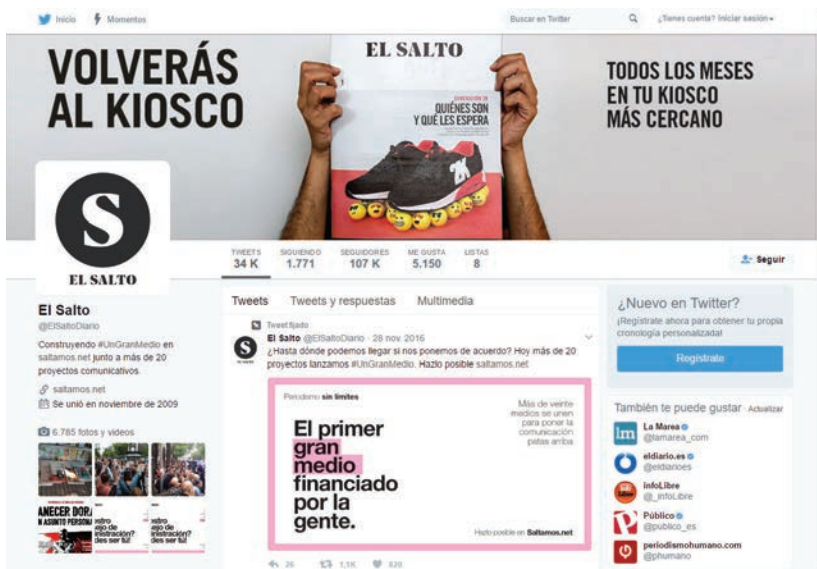 Inicio
Momentos
Buscar en Twitter
¿Tienes cuenta? Iniciar sesión
VOLVERÁS
AL KIOSCO
EL SALTO
QUIÉNES SON
Y QUÉ LES ESPERA
TODOS LOS MESES
EN TU KIOSCO
MÁS CERCANO
S
EL SALTO
TWEETS
34 K
SIGUIENDO
1.771
SEGUIDORES
107 K
ME GUSTA
5.150
LISTAS
8
Seguir
El Salto
@ElSaltoDiario
Construyendo #UnGranMedio en
saltamos.net junto a más de 20
proyectos comunicativos.
saltamos.net
Se unió en noviembre de 2009
6.785 fotos y vídeos
Tweets
Tweets y respuestas
Multimedia
Tweet fijado
El Salto @ElSaltoDiario · 28 nov. 2016
¿Hasta dónde podemos llegar si nos ponemos de acuerdo? Hoy más de 20
proyectos lanzamos #UnGranMedio. Hazlo posible saltamos.net
Periodismo sin límites
El primer
gran
medio
financiado
por la
gente.
Más de veinte
medios se unen
para poner la
comunicación
patas arriba
Hazlo posible en Saltamos.net
26
1,1K
826
¿Nuevo en Twitter?
¡Regístrate ahora para obtener tu propia
cronología personalizada!
Regístrate
También te puede gustar · Actualizar
lm
La Marea
@lamarea_com
eldiario.es
@eldiarioes
infoLibre
@_infoLibre
Público
@publico_es
periodismohumano.com
@phumano